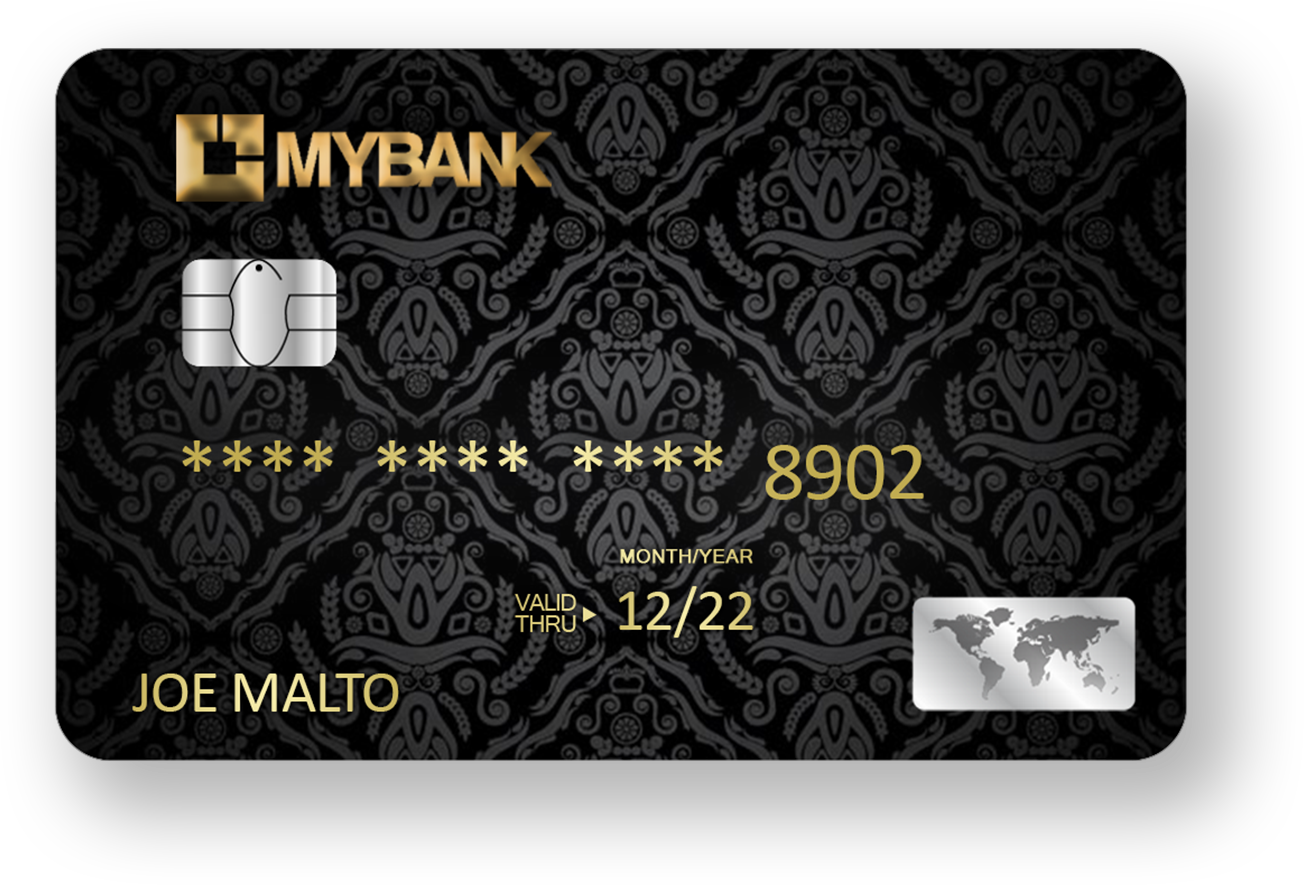 MYBANK
**** **** **** 8902
MONTH/YEAR
VALID THRU 12/22
JOE MALTO